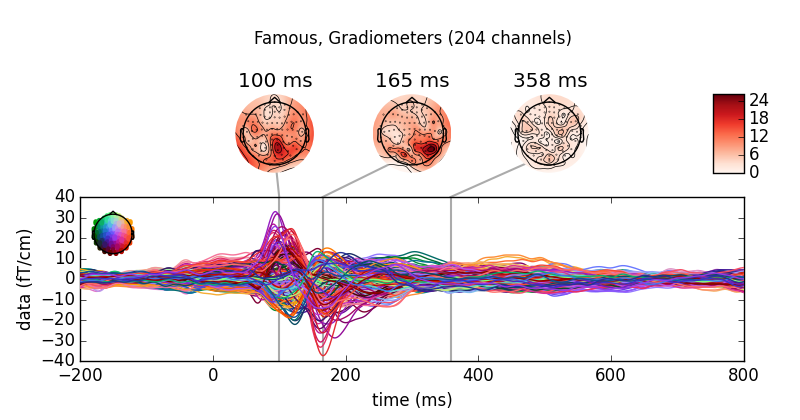 Famous, Gradiometers (204 channels)
100 ms 165 ms 358 ms
24
18
12
6
0
40
30
20
10
0
−10
−20
−30
−40
data (fT/cm)
−200 0 200 400 600 800
time (ms)